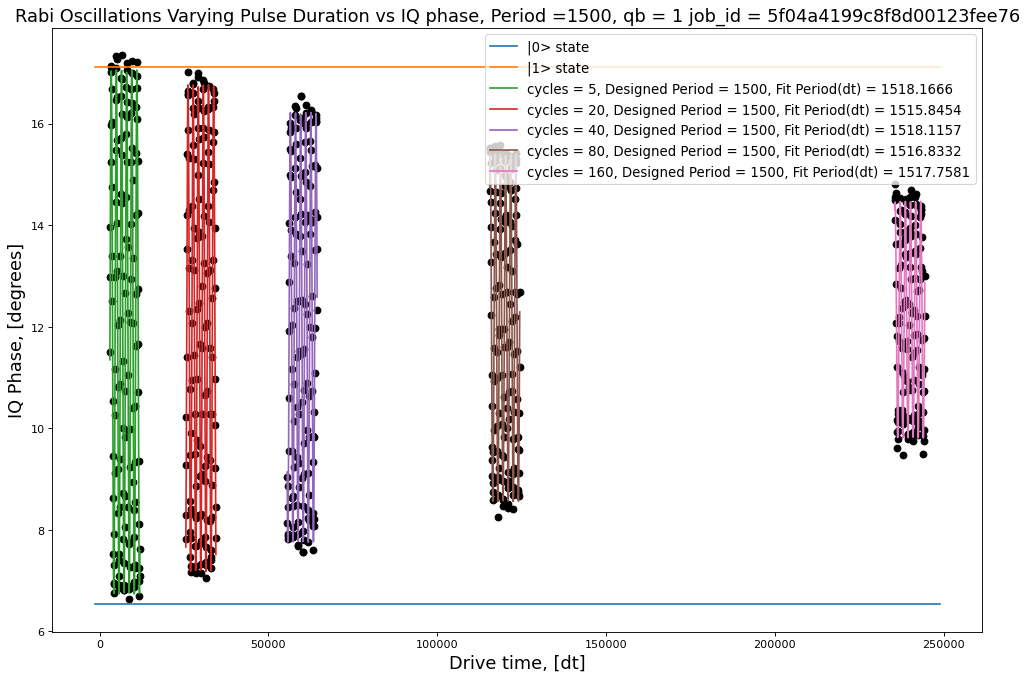 Rabi Oscillations Varying Pulse Duration vs IQ phase, Period =1500, qb = 1 job_id = 5f04a4199c8f8d00123fee76
|0> state
|1> state
cycles = 5, Designed Period = 1500, Fit Period(dt) = 1518.1666
cycles = 20, Designed Period = 1500, Fit Period(dt) = 1515.8454
cycles = 40, Designed Period = 1500, Fit Period(dt) = 1518.1157
cycles = 80, Designed Period = 1500, Fit Period(dt) = 1516.8332
cycles = 160, Designed Period = 1500, Fit Period(dt) = 1517.7581
IQ Phase, [degrees]
16
14
12
10
8
6
0 50000 100000 150000 200000 250000
Drive time, [dt]